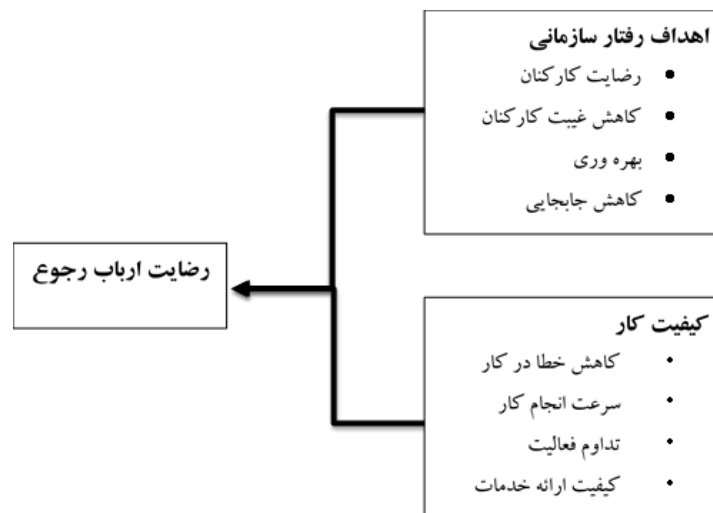 اهداف رفتار سازمانی
● رضایت کارکنان
● کاهش غیبت کارکنان
● بهره وری
● کاهش جابجایی
رضایت ارباب رجوع
کیفیت کار
• کاهش خطا در کار
• سرعت انجام کار
• تداوم فعالیت
• کیفیت ارائه خدمات